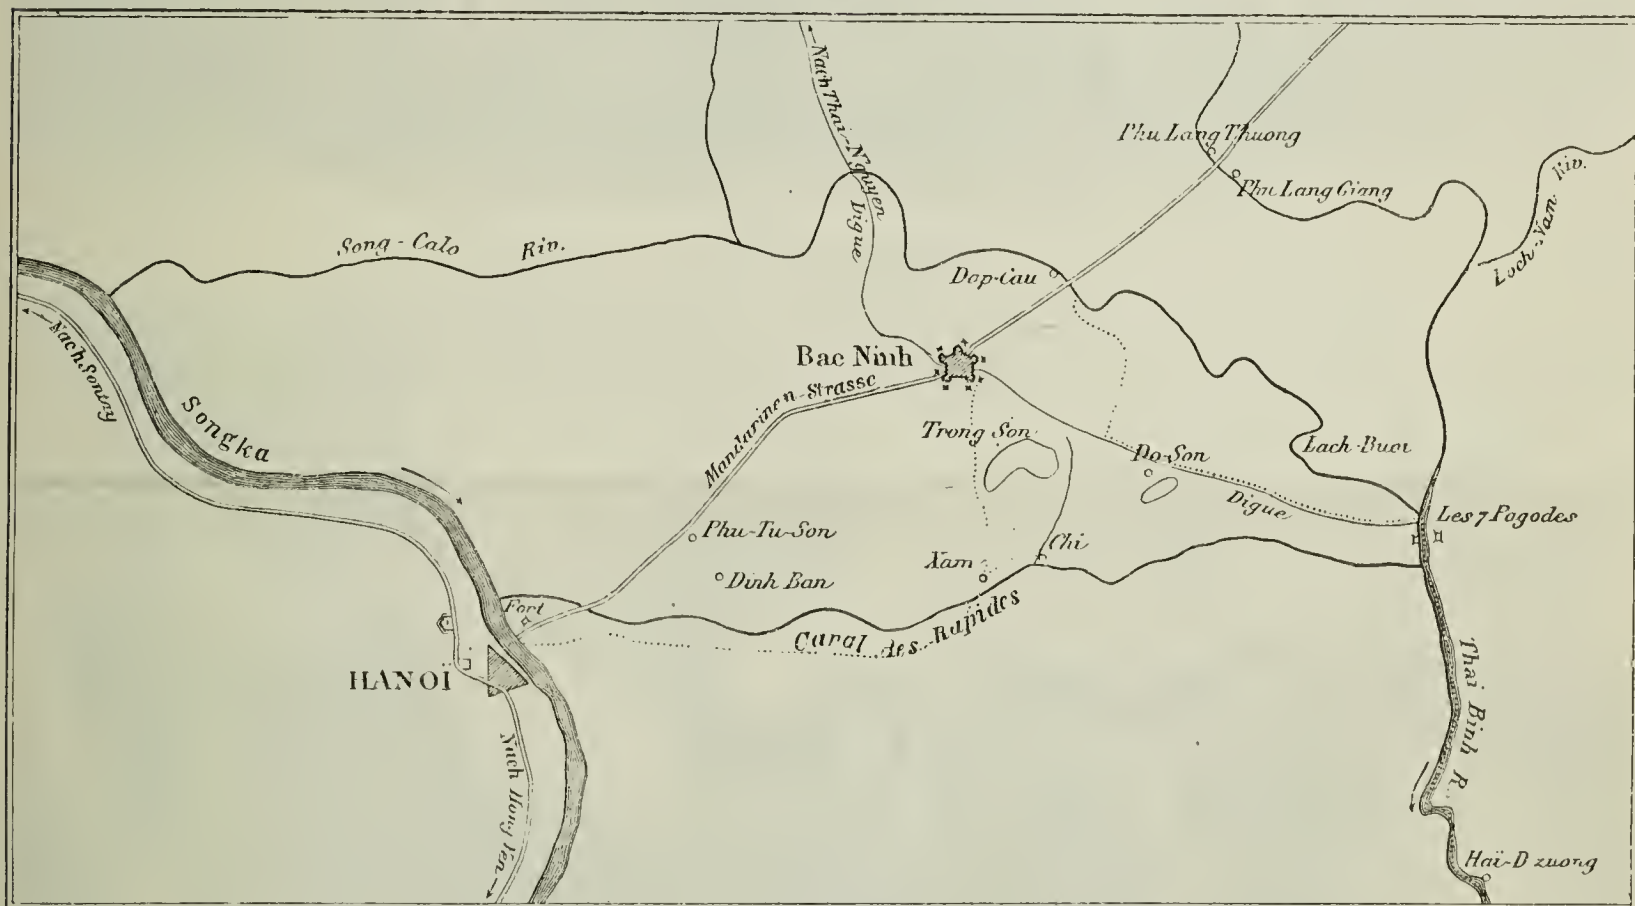 Nach Thai-Nguyen
Digue
Phu Lang Thuong
Phu Lang Giang
Loch-Nam Riv.
Song-Calo Riv.
Dap-Cau
Nach Sontay
Bac Ninh
Mandarinen-Strasse
Songka
Trong Son
Do-Son
Lach-Buoi
Digue
Les 7 Pagodes
Phu-Tu-Son
Chi
Xam
Dinh Ban
Fort
Canal des Rapides
HANOI
Thai Binh R.
Nach Hong Yen
Haï-Dzuong